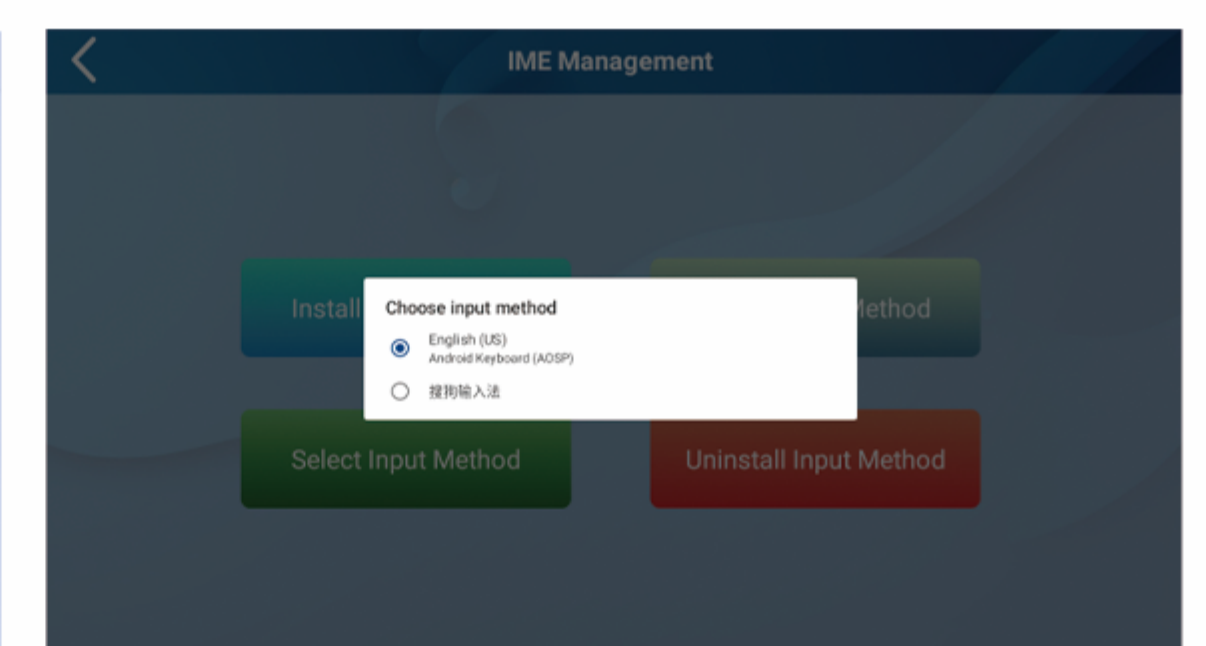 IME Management
Install
Choose input method
English (US)
Android Keyboard (AOSP)
搜狗输入法
Select Input Method
Uninstall Input Method